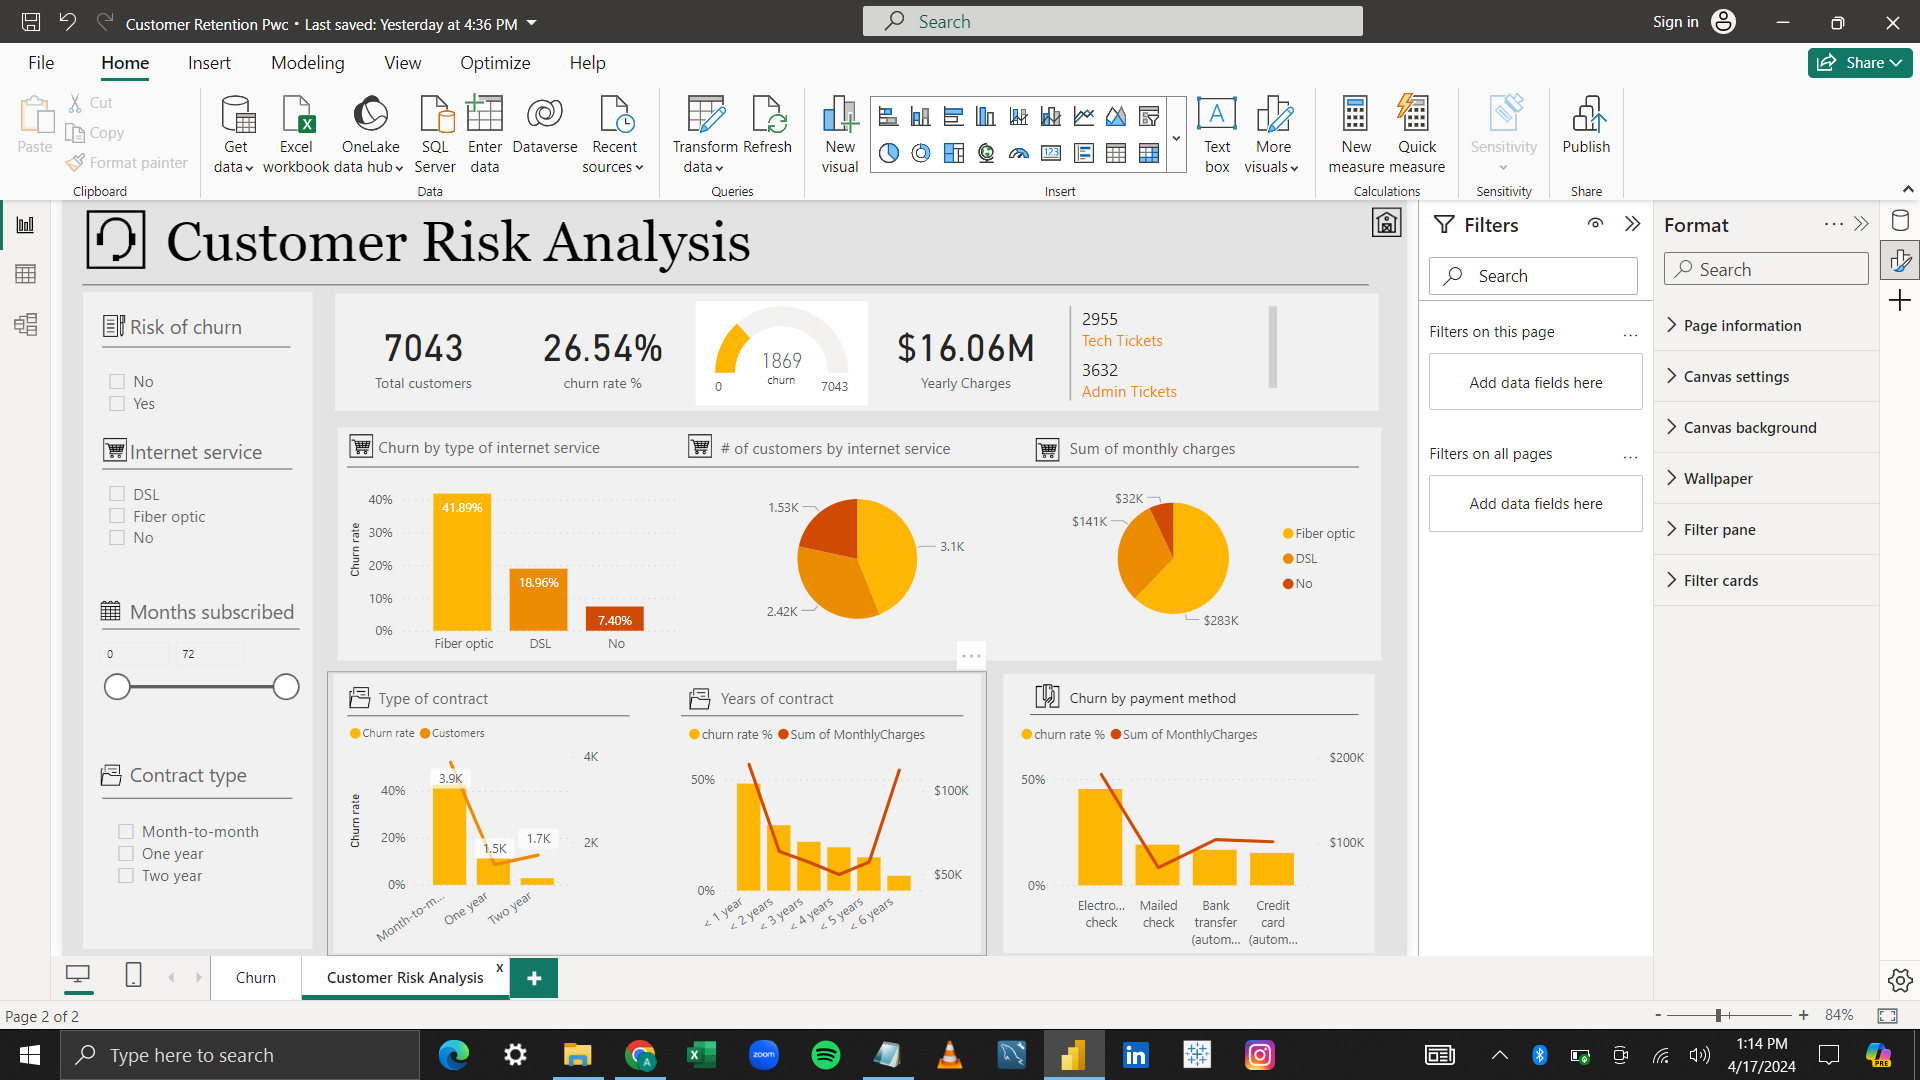 Customer Retention Pwc • Last saved: Yesterday at 4:36 PM
Search
Sign in
File
Home
Insert
Modeling
View
Optimize
Help
Share
Paste
Cut
Copy
Format painter
Clipboard
Get data
Excel workbook
OneLake data hub
SQL Server
Enter data
Dataverse
Recent sources
Data
Transform data
Refresh
Queries
New visual
123
Insert
A
Text box
More visuals
New measure
Quick measure
Calculations
Sensitivity
Sensitivity
Publish
Share
Customer Risk Analysis
Risk of churn
No
Yes
Internet service
DSL
Fiber optic
No
Months subscribed
0
72
Contract type
Month-to-month
One year
Two year
7043
Total customers
26.54%
churn rate %
1869
churn
0
7043
$16.06M
Yearly Charges
2955
Tech Tickets
3632
Admin Tickets
Churn by type of internet service
Churn rate
40%
30%
20%
10%
0%
41.89%
18.96%
7.40%
Fiber optic
DSL
No
# of customers by internet service
1.53K
3.1K
2.42K
Sum of monthly charges
$32K
$141K
$283K
Fiber optic
DSL
No
Type of contract
Churn rate
Customers
Churn rate
40%
20%
0%
4K
2K
3.9K
1.5K
1.7K
Month-to-m...
One year
Two year
Years of contract
churn rate %
Sum of MonthlyCharges
50%
0%
$100K
$50K
< 1 year
< 2 years
< 3 years
< 4 years
< 5 years
< 6 years
Churn by payment method
churn rate %
Sum of MonthlyCharges
50%
0%
$200K
$100K
Electro... check
Mailed check
Bank transfer (autom...
Credit card (autom...
Filters
Search
Filters on this page
Add data fields here
Filters on all pages
Add data fields here
Format
Search
Page information
Canvas settings
Canvas background
Wallpaper
Filter pane
Filter cards
Churn
Customer Risk Analysis
x
Page 2 of 2
84%
Type here to search
A
zoom
in
PRE
1:14 PM
4/17/2024